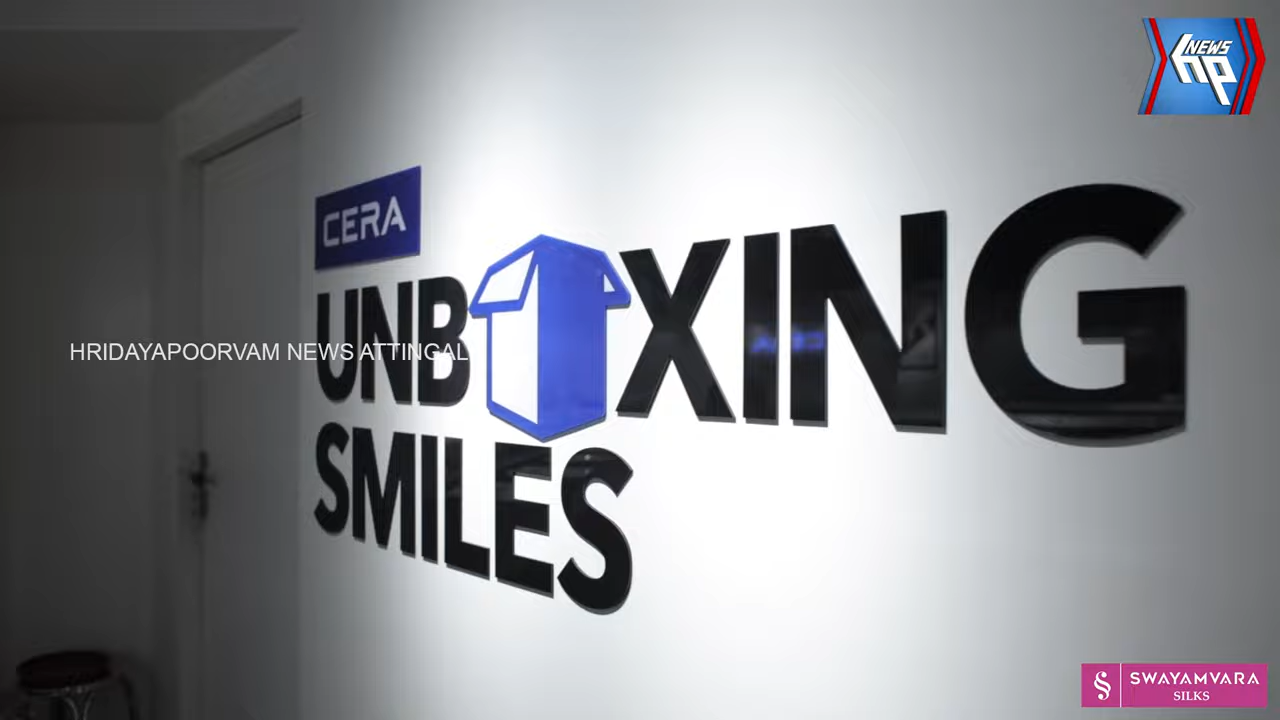 NEWS
hp
CERA
UNBOXING
HRIDAYAPOORVAM NEWS ATTINGAL
SMILES
SWAYAMVARA
SILKS